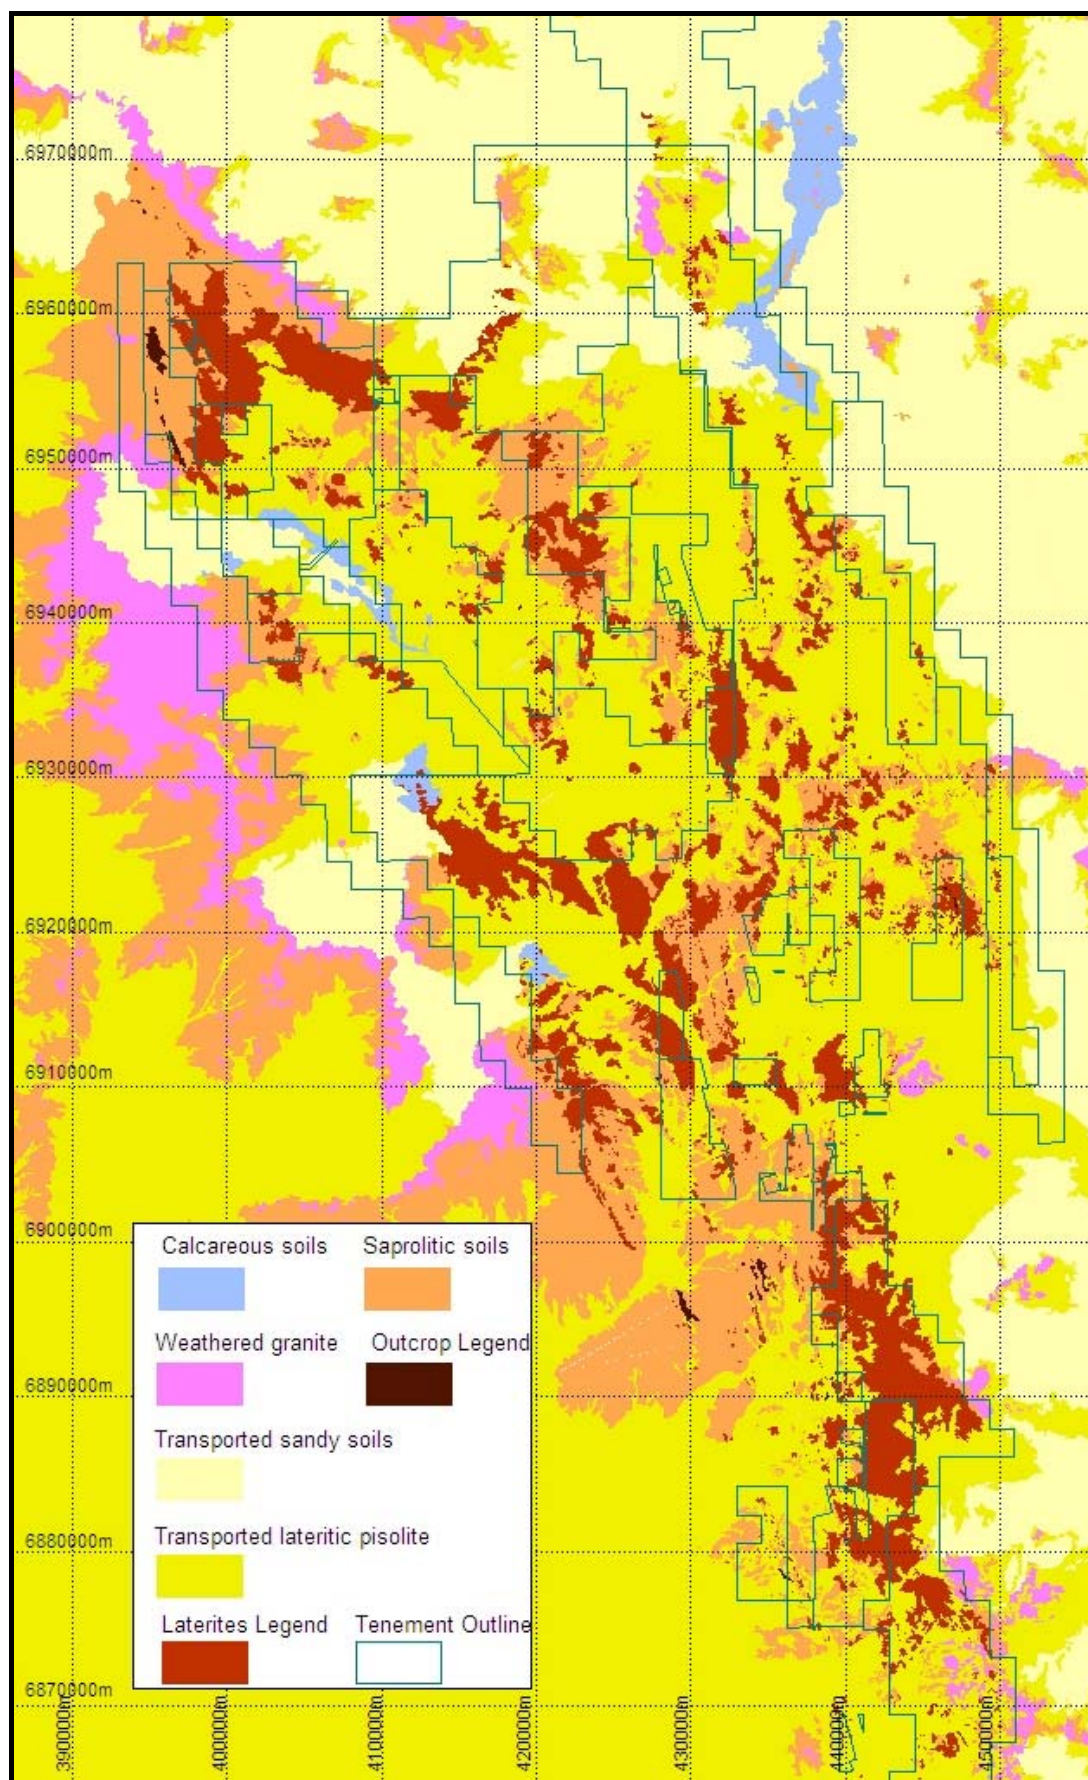 6970000m
6960000m
6950000m
6940000m
6930000m
6920000m
6910000m
6900000m
6890000m
6880000m
6870000m
Calcareous soils Saprolitic soils
Weathered granite Outcrop Legend
Transported sandy soils
Transported lateritic pisolite
Laterites Legend Tenement Outline
390000m
400000m
410000m
420000m
430000m
440000m
450000m